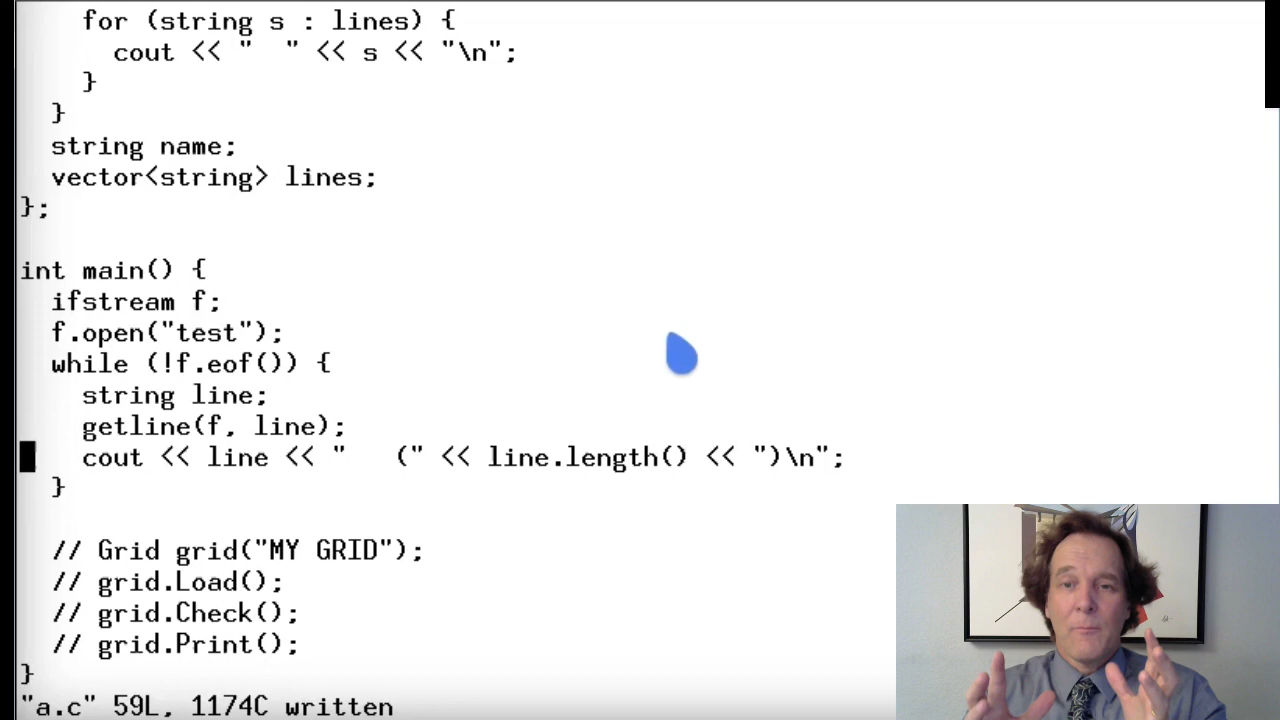 for (string s : lines) {
cout << "  " << s << "\n";
}
}
string name;
vector<string> lines;
};
int main() {
ifstream f;
f.open("test");
while (!f.eof()) {
string line;
getline(f, line);
cout << line << "   (" << line.length() << ")\n";
}
// Grid grid("MY GRID");
// grid.Load();
// grid.Check();
// grid.Print();
}
"a.c" 59L, 1174C written